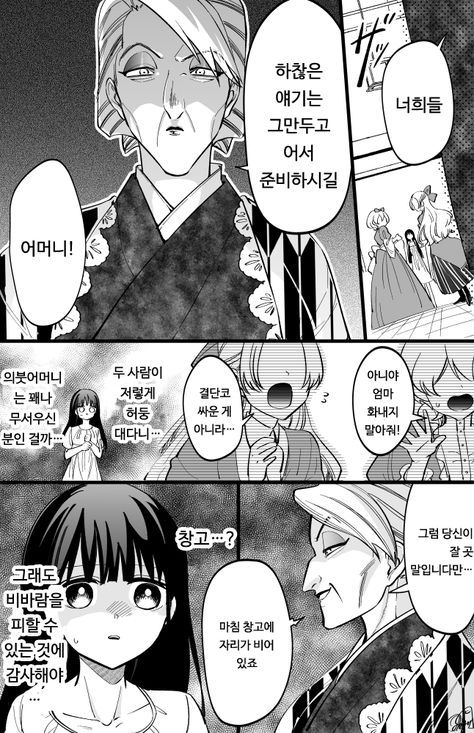 너희들
하찮은
얘기는
그만두고
어서
준비하시길
어머니!
아니야
엄마
화내지
말아줘!
결단코
싸운 게
아니라…
?
두 사람이
저렇게
허둥
대다니…
의붓어머니
는 꽤나
무서우신
분인 걸까…
그럼 당신이
잘 곳
말입니다만…
마침 창고에
자리가 비어
있죠
창고…?
그래도
비바람을
피할 수
있는 것에
감사해야
…